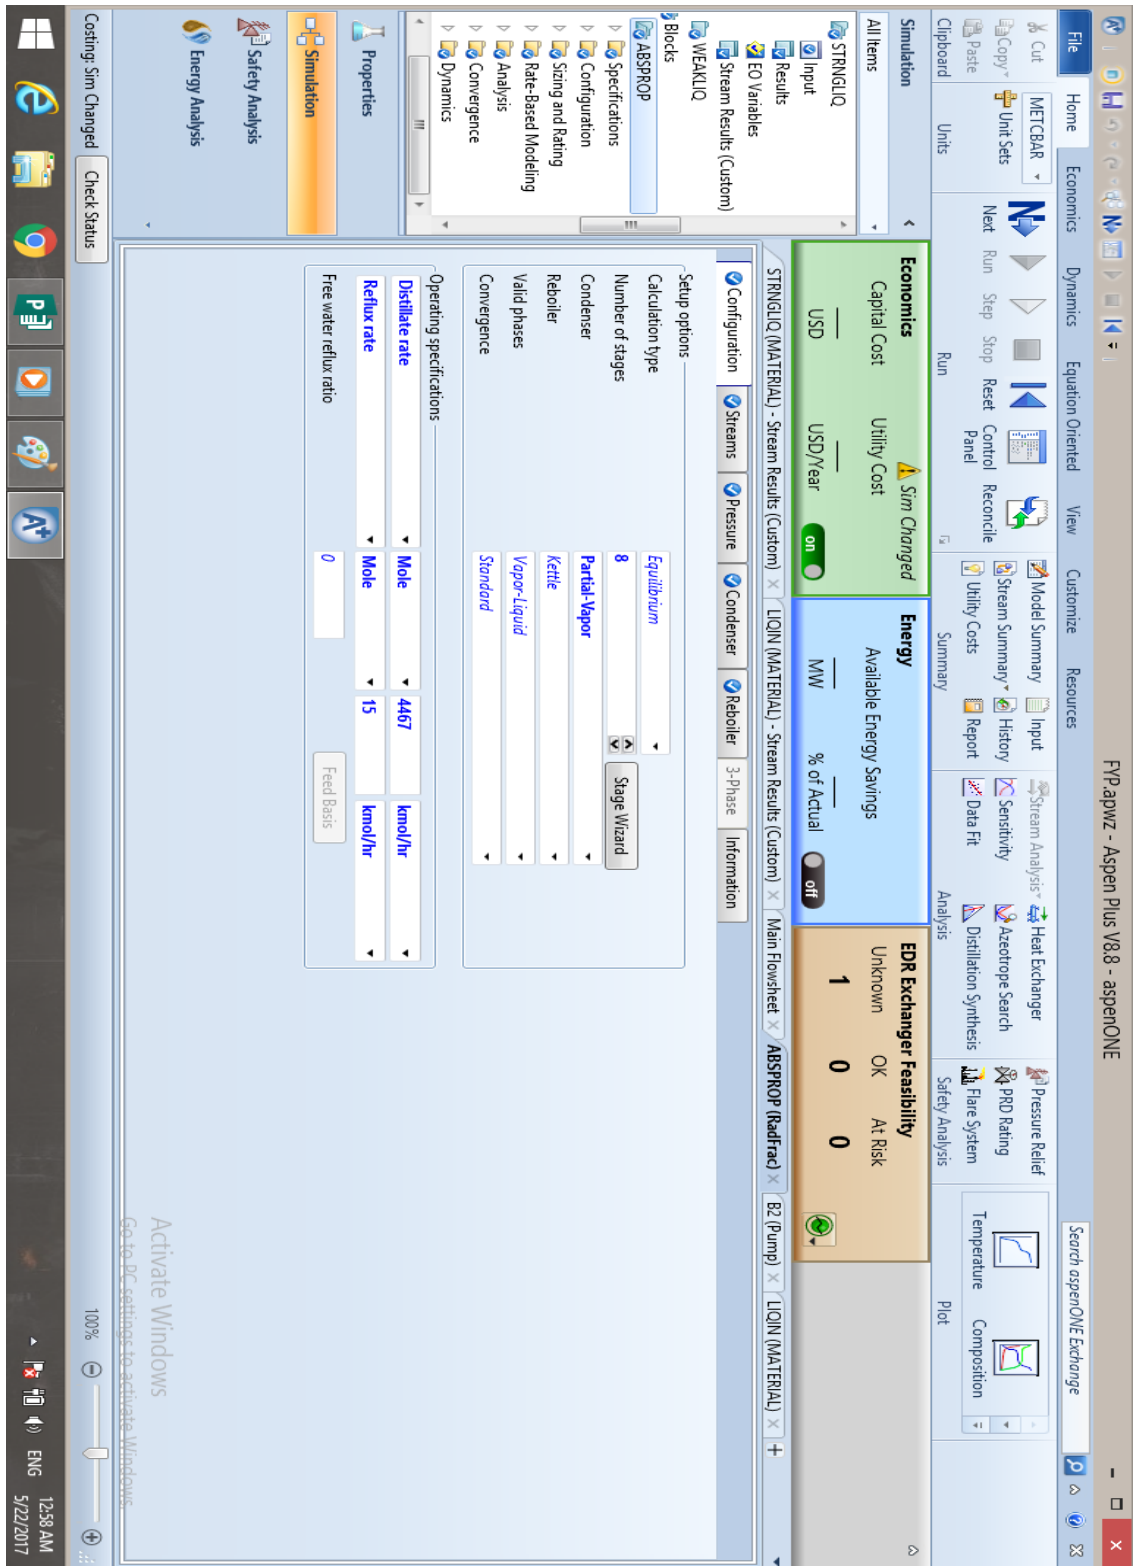 FYP.apwz - Aspen Plus V8.8 - aspenONE
File Home Economics Dynamics Equation Oriented View Customize Resources Search aspenONE Exchange
Cut METCBAR Model Summary Input Stream Analysis Heat Exchanger Pressure Relief
Copy Unit Sets Next Run Step Stop Reset Control Panel Reconcile Stream Summary History Sensitivity Azeotrope Search PRD Rating
Paste Utility Costs Report Data Fit Distillation Synthesis Flare System Temperature Composition
Clipboard Units Run Summary Analysis Safety Analysis Plot
Simulation
All Items
STRNGLIQ
Input
Results
EO Variables
Stream Results (Custom)
WEAKLIQ
Blocks
ABSPROP
Specifications
Configuration
Sizing and Rating
Rate-Based Modeling
Analysis
Convergence
Dynamics
Properties
Simulation
Safety Analysis
Energy Analysis
Economics Sim Changed
Capital Cost Utility Cost
USD USD/Year on
Energy
Available Energy Savings
MW % of Actual off
EDR Exchanger Feasibility
Unknown OK At Risk
1 0 0
STRNGLIQ (MATERIAL) - Stream Results (Custom) LIQIN (MATERIAL) - Stream Results (Custom) Main Flowsheet ABSPROP (RadFrac) B2 (Pump) LIQIN (MATERIAL) +
Configuration Streams Pressure Condenser Reboiler 3-Phase Information
Setup options
Calculation type Equilibrium
Number of stages 8 Stage Wizard
Condenser Partial-Vapor
Reboiler Kettle
Valid phases Vapor-Liquid
Convergence Standard
Operating specifications
Distillate rate Mole 4467 kmol/hr
Reflux rate Mole 15 kmol/hr
Free water reflux ratio 0 Feed Basis
Activate Windows
Go to PC settings to activate Windows.
Costing: Sim Changed Check Status 100%
ENG 12:58 AM
5/22/2017